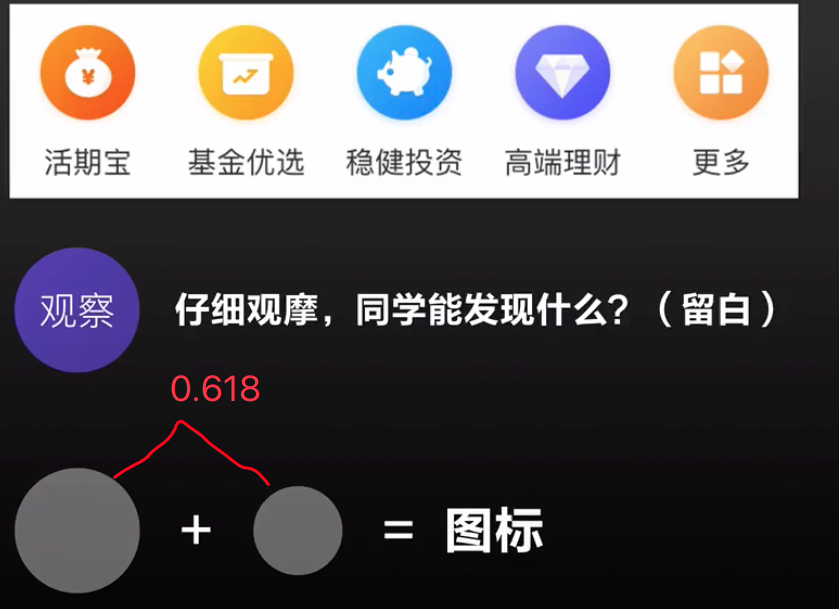 ¥
活期宝 基金优选 稳健投资 高端理财 更多
观察 仔细观摩，同学能发现什么？（留白）
0.618
+ = 图标